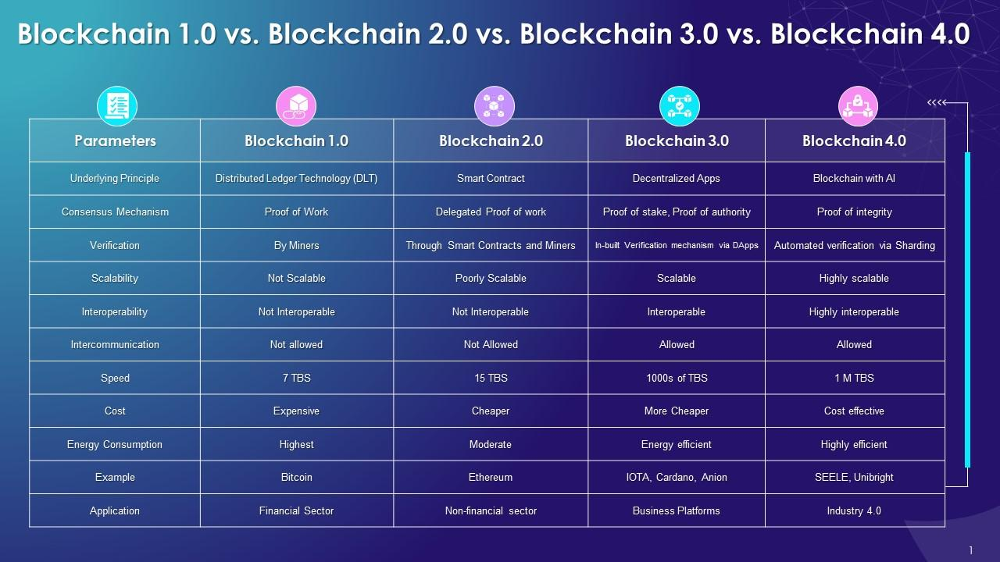 Blockchain 1.0 vs. Blockchain 2.0 vs. Blockchain 3.0 vs. Blockchain 4.0
Parameters Blockchain 1.0 Blockchain 2.0 Blockchain 3.0 Blockchain 4.0
Underlying Principle Distributed Ledger Technology (DLT) Smart Contract Decentralized Apps Blockchain with AI
Consensus Mechanism Proof of Work Delegated Proof of work Proof of stake, Proof of authority Proof of integrity
Verification By Miners Through Smart Contracts and Miners In-built Verification mechanism via DApps Automated verification via Sharding
Scalability Not Scalable Poorly Scalable Scalable Highly scalable
Interoperability Not Interoperable Not Interoperable Interoperable Highly interoperable
Intercommunication Not allowed Not Allowed Allowed Allowed
Speed 7 TBS 15 TBS 1000s of TBS 1 M TBS
Cost Expensive Cheaper More Cheaper Cost effective
Energy Consumption Highest Moderate Energy efficient Highly efficient
Example Bitcoin Ethereum IOTA, Cardano, Anion SEELE, Unibright
Application Financial Sector Non-financial sector Business Platforms Industry 4.0
1